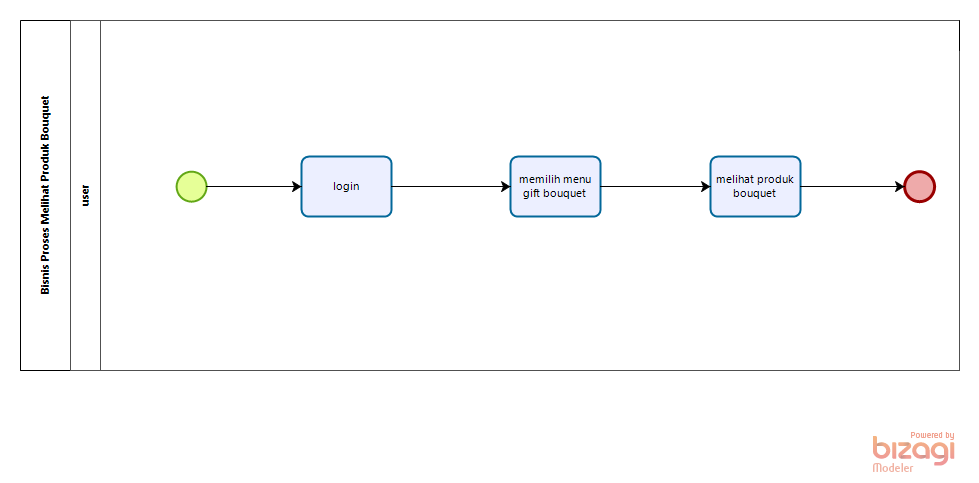 Bisnis Proses Melihat Produk Bouquet
user
login
memilih menu
gift bouquet
melihat produk
bouquet
Powered by
bizagi
Modeler